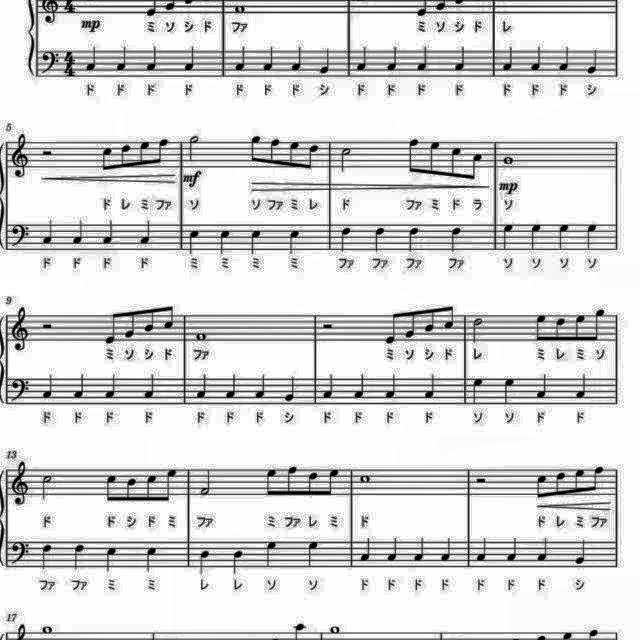 mp ミ ソ シ ド ファ ミ ソ シ ド レ
4
4
ド ド ド ド ド ド ド シ ド ド ド ド ド ド ド シ
5
mf
mp
ド レ ミ ファ ソ ソ ファ ミ レ ド ファ ミ ド ラ ソ
ド ド ド ド ミ ミ ミ ミ ファ ファ ファ ファ ソ ソ ソ ソ
9
ミ ソ シ ド ファ ミ ソ シ ド レ ミ レ ミ ソ
ド ド ド ド ド ド ド シ ド ド ド ド ソ ソ ド ド
13
ド ド シ ド ミ ファ ミ ファ レ ミ ド ド レ ミ ファ
ファ ファ ミ ミ レ レ ソ ソ ド ド ド ド ド ド ド シ
17